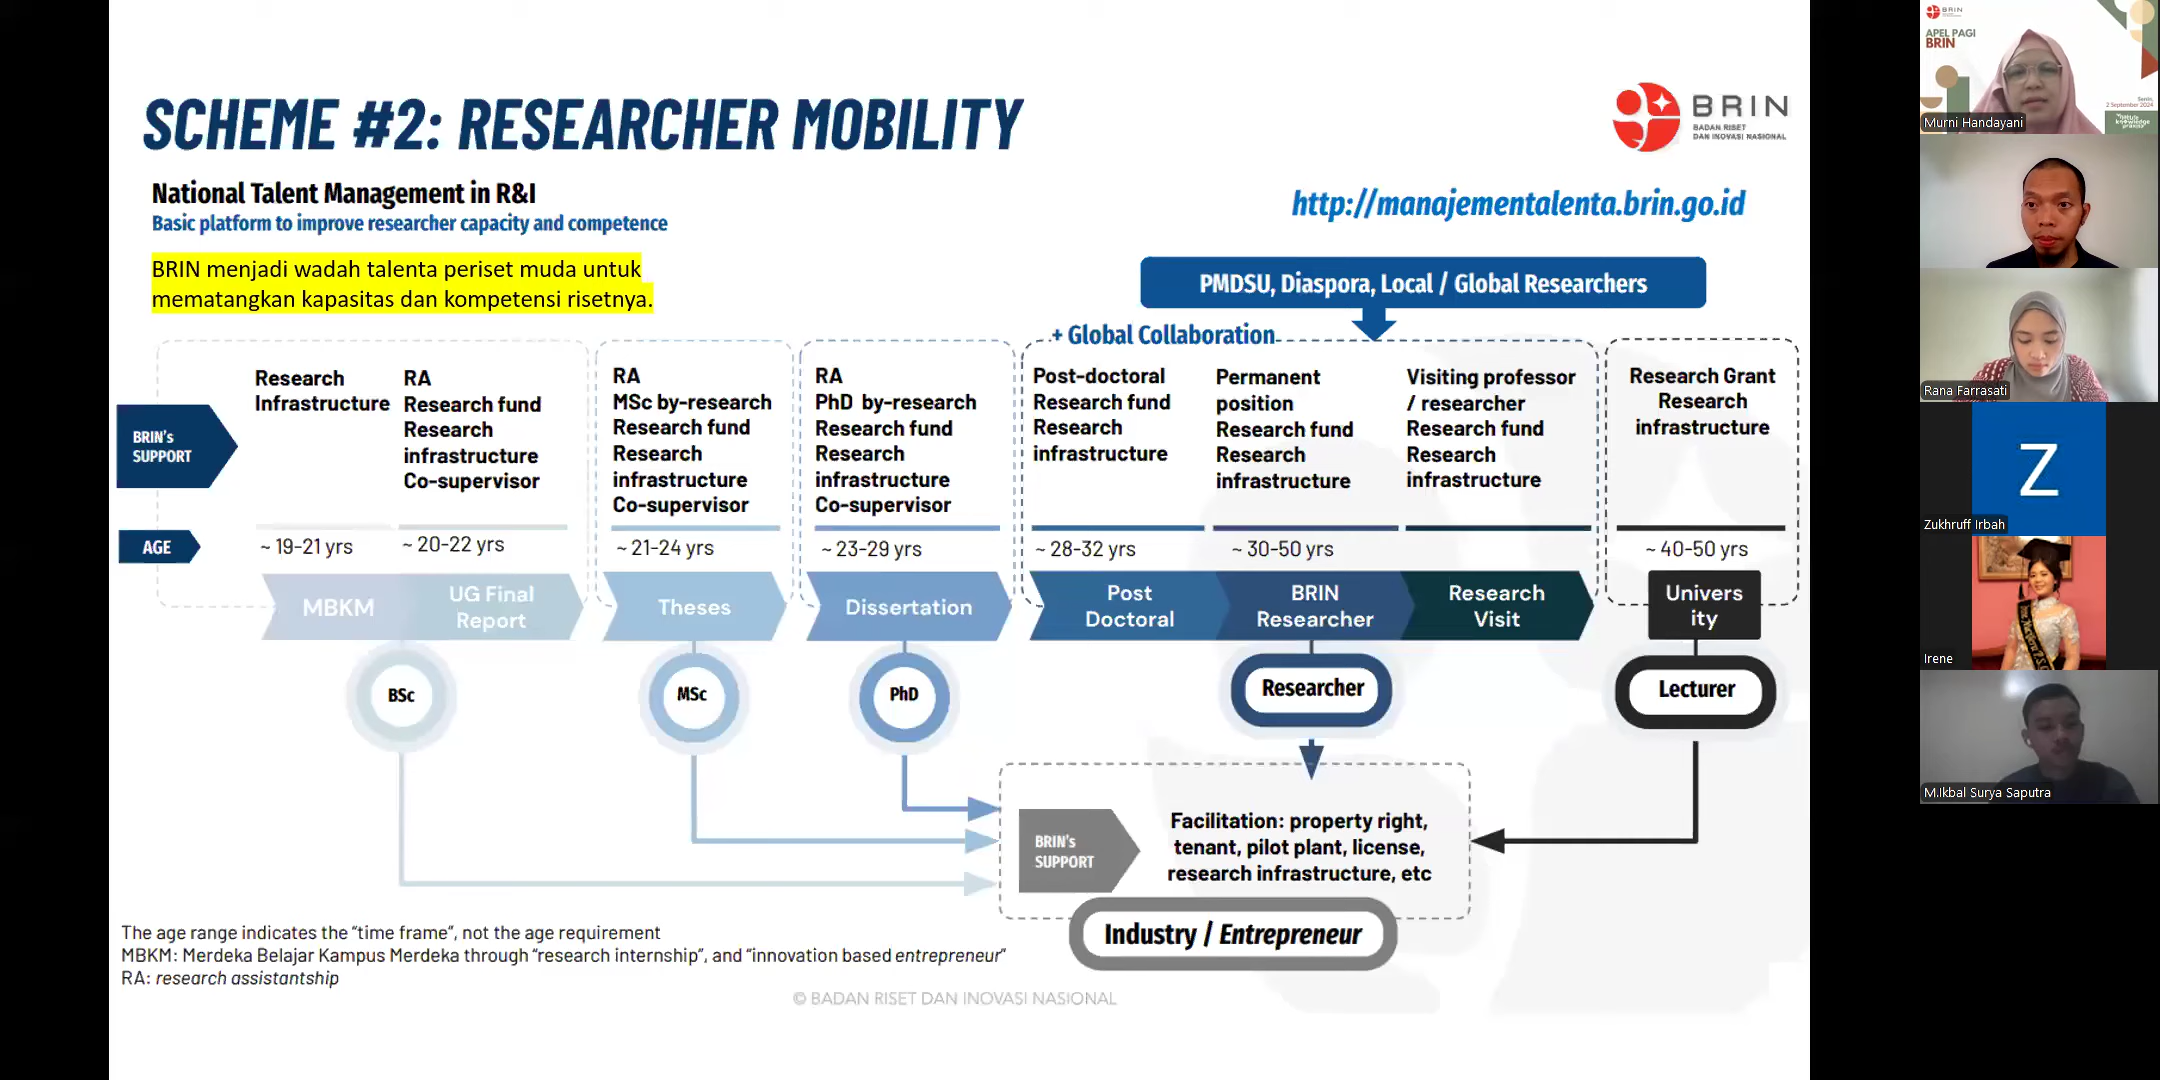 SCHEME #2: RESEARCHER MOBILITY
BRIN
BADAN RISET
DAN INOVASI NASIONAL
National Talent Management in R&I
Basic platform to improve researcher capacity and competence
http://manajementalenta.brin.go.id
BRIN menjadi wadah talenta periset muda untuk
mematangkan kapasitas dan kompetensi risetnya.
PMDSU, Diaspora, Local / Global Researchers
+ Global Collaboration
BRIN's
SUPPORT
Research
Infrastructure
RA
Research fund
Research
infrastructure
Co-supervisor
RA
MSc by-research
Research fund
Research
infrastructure
Co-supervisor
RA
PhD by-research
Research fund
Research
infrastructure
Co-supervisor
Post-doctoral
Research fund
Research
infrastructure
Permanent
position
Research fund
Research
infrastructure
Visiting professor
/ researcher
Research fund
Research
infrastructure
Research Grant
Research
infrastructure
AGE
~ 19-21 yrs
~ 20-22 yrs
~ 21-24 yrs
~ 23-29 yrs
~ 28-32 yrs
~ 30-50 yrs
~ 40-50 yrs
MBKM
UG Final
Report
Theses
Dissertation
Post
Doctoral
BRIN
Researcher
Research
Visit
Univers
ity
BSc
MSc
PhD
Researcher
Lecturer
BRIN's
SUPPORT
Facilitation: property right,
tenant, pilot plant, license,
research infrastructure, etc
Industry / Entrepreneur
The age range indicates the “time frame”, not the age requirement
MBKM: Merdeka Belajar Kampus Merdeka through “research internship”, and “innovation based entrepreneur”
RA: research assistantship
© BADAN RISET DAN INOVASI NASIONAL
BRIN
APEL PAGI
BRIN
Senin,
2 September 2024
Murni Handayani
Rana Farrasati
Z
Zukhruff Irbah
Irene
M.Ikbal Surya Saputra